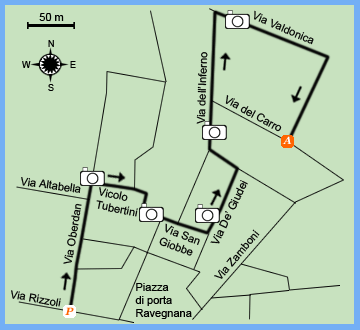 50 m
Via Valdonica
N
W E
S
Via dell'Inferno
Via del Carro
A
Via Altabella
Vicolo
Tubertini
Via De' Giudei
Via San
Giobbe
Via Oberdan
Via Zamboni
Via Rizzoli
P
Piazza
di porta
Ravegnana